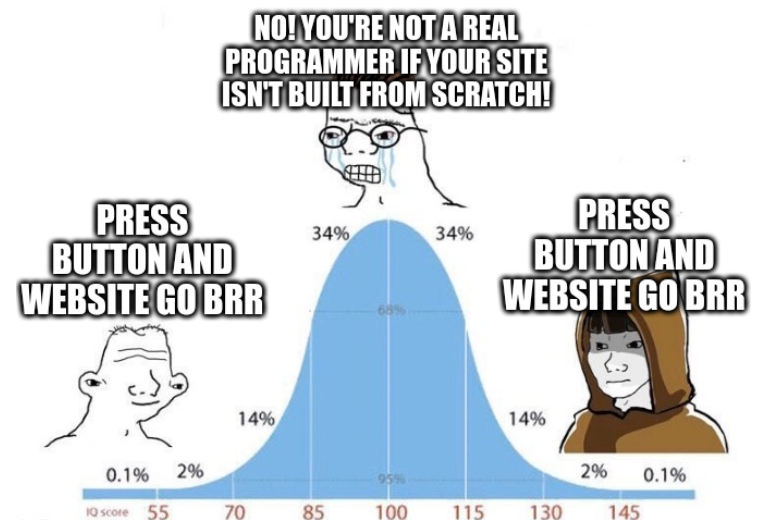 NO! YOU'RE NOT A REAL
PROGRAMMER IF YOUR SITE
ISN'T BUILT FROM SCRATCH!
PRESS
BUTTON AND
WEBSITE GO BRR
PRESS
BUTTON AND
WEBSITE GO BRR
34% 34%
68%
14% 14%
95%
0.1% 2% 2% 0.1%
IQ score 55 70 85 100 115 130 145